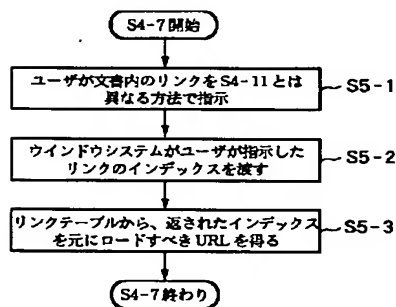 S4-7開始
ユーザが文書内のリンクをS4-11とは
異なる方法で指示
S5-1
ウインドウシステムがユーザが指示した
リンクのインデックスを渡す
S5-2
リンクテーブルから、返されたインデックス
を元にロードすべきURLを得る
S5-3
S4-7終わり